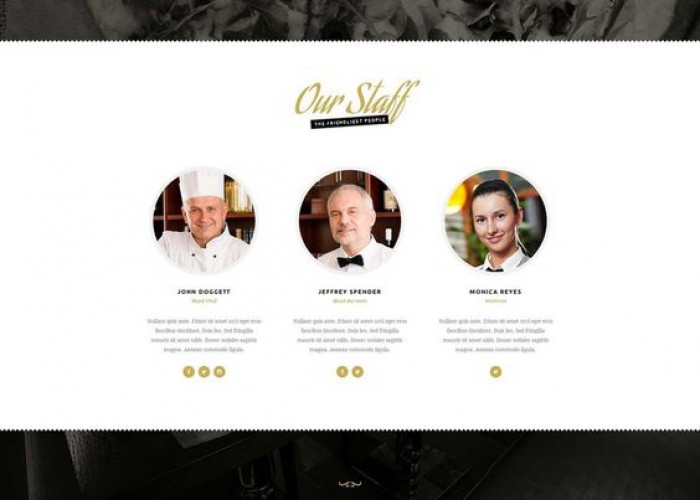 Our Staff
THE FRIENDLIEST PEOPLE
JOHN DOGGETT
Head Chef
Nullam quis ante. Etiam sit amet orci eget eros
faucibus tincidunt. Duis leo. Sed fringilla
mauris sit amet nibh. Donec sodales sagittis
magna. Aenean commodo ligula.
JEFFREY SPENDER
Head Barman
Nullam quis ante. Etiam sit amet orci eget eros
faucibus tincidunt. Duis leo. Sed fringilla
mauris sit amet nibh. Donec sodales sagittis
magna. Aenean commodo ligula.
MONICA REYES
Waitress
Nullam quis ante. Etiam sit amet orci eget eros
faucibus tincidunt. Duis leo. Sed fringilla
mauris sit amet nibh. Donec sodales sagittis
magna. Aenean commodo ligula.